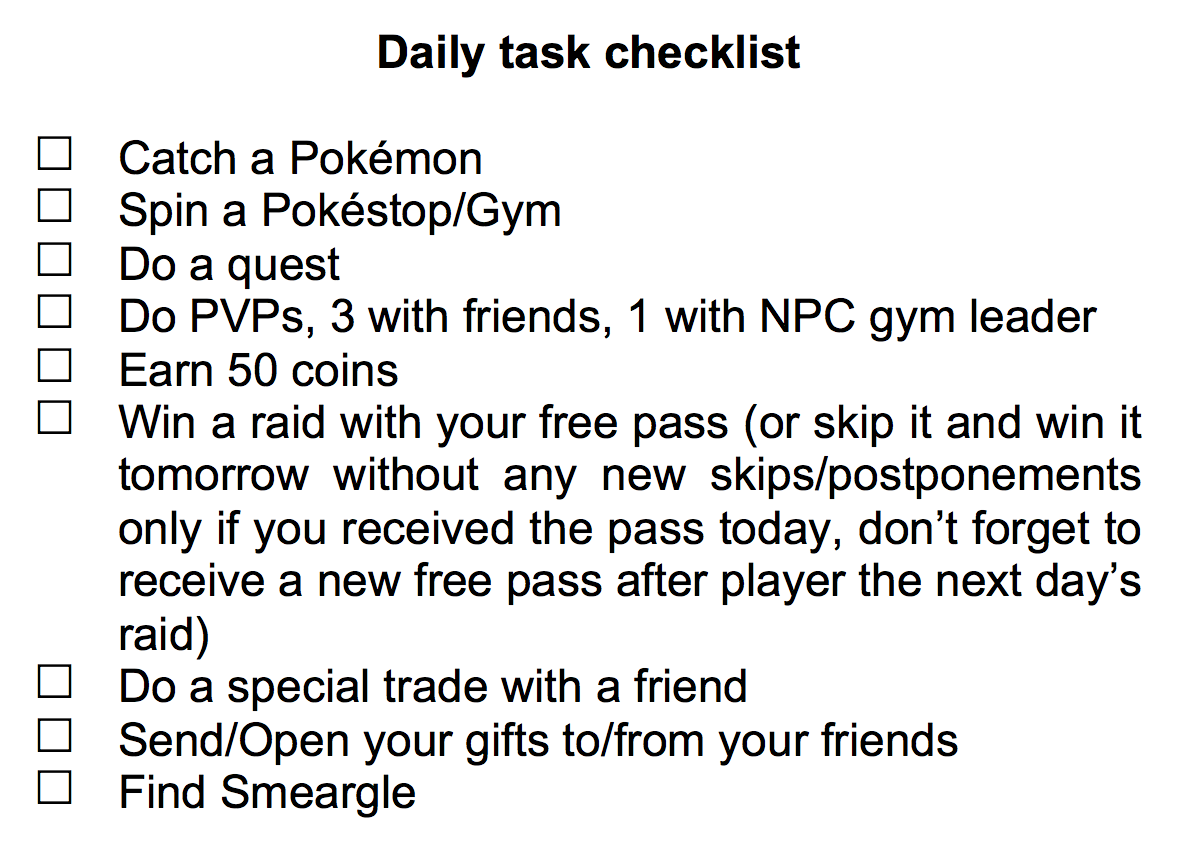 Daily task checklist
☐ Catch a Pokémon
☐ Spin a Pokéstop/Gym
☐ Do a quest
☐ Do PVPs, 3 with friends, 1 with NPC gym leader
☐ Earn 50 coins
☐ Win a raid with your free pass (or skip it and win it
tomorrow without any new skips/postponements
only if you received the pass today, don’t forget to
receive a new free pass after player the next day’s
raid)
☐ Do a special trade with a friend
☐ Send/Open your gifts to/from your friends
☐ Find Smeargle